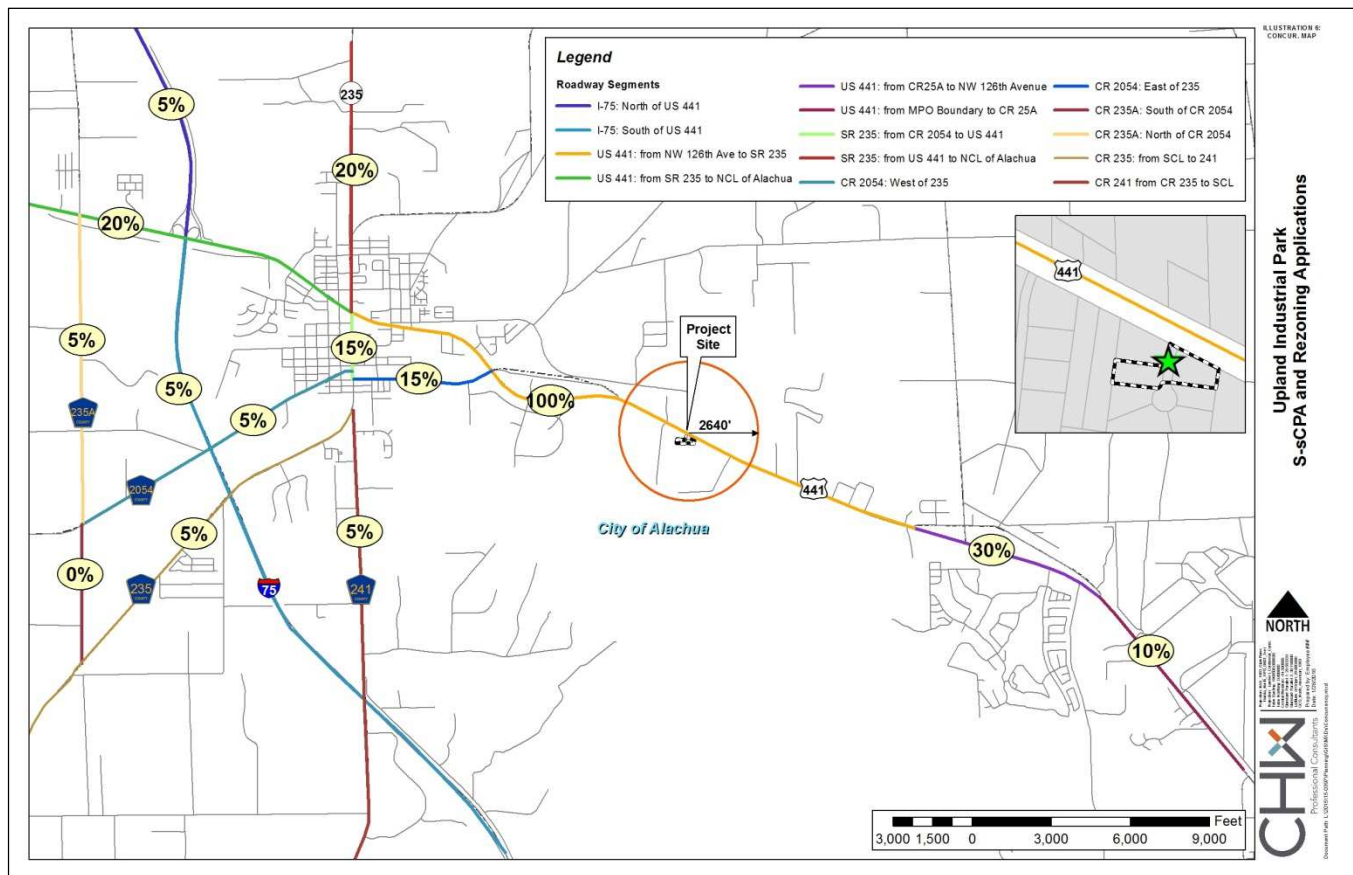 ILLUSTRATION 6:
CONCUR. MAP
Legend
Roadway Segments
I-75: North of US 441
I-75: South of US 441
US 441: from NW 126th Ave to SR 235
US 441: from SR 235 to NCL of Alachua
US 441: from CR25A to NW 126th Avenue
US 441: from MPO Boundary to CR 25A
SR 235: from CR 2054 to US 441
SR 235: from US 441 to NCL of Alachua
CR 2054: West of 235
CR 2054: East of 235
CR 235A: South of CR 2054
CR 235A: North of CR 2054
CR 235: from SCL to 241
CR 241 from CR 235 to SCL
5%
235
20%
20%
441
Project
Site
5%
15%
5%
15%
100%
2640'
235A
5%
441
2054
City of Alachua
5%
5%
30%
0%
235
75
241
10%
3,000 1,500 0 3,000 6,000 9,000
Feet
Upland Industrial Park
S-sCPA and Rezoning Applications
NORTH
CHW
Professional Consultants